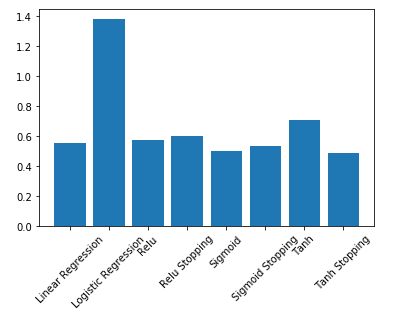 1.4
1.2
1.0
0.8
0.6
0.4
0.2
0.0
Linear Regression
Logistic Regression
Relu
Relu Stopping
Sigmoid
Sigmoid Stopping
Tanh
Tanh Stopping